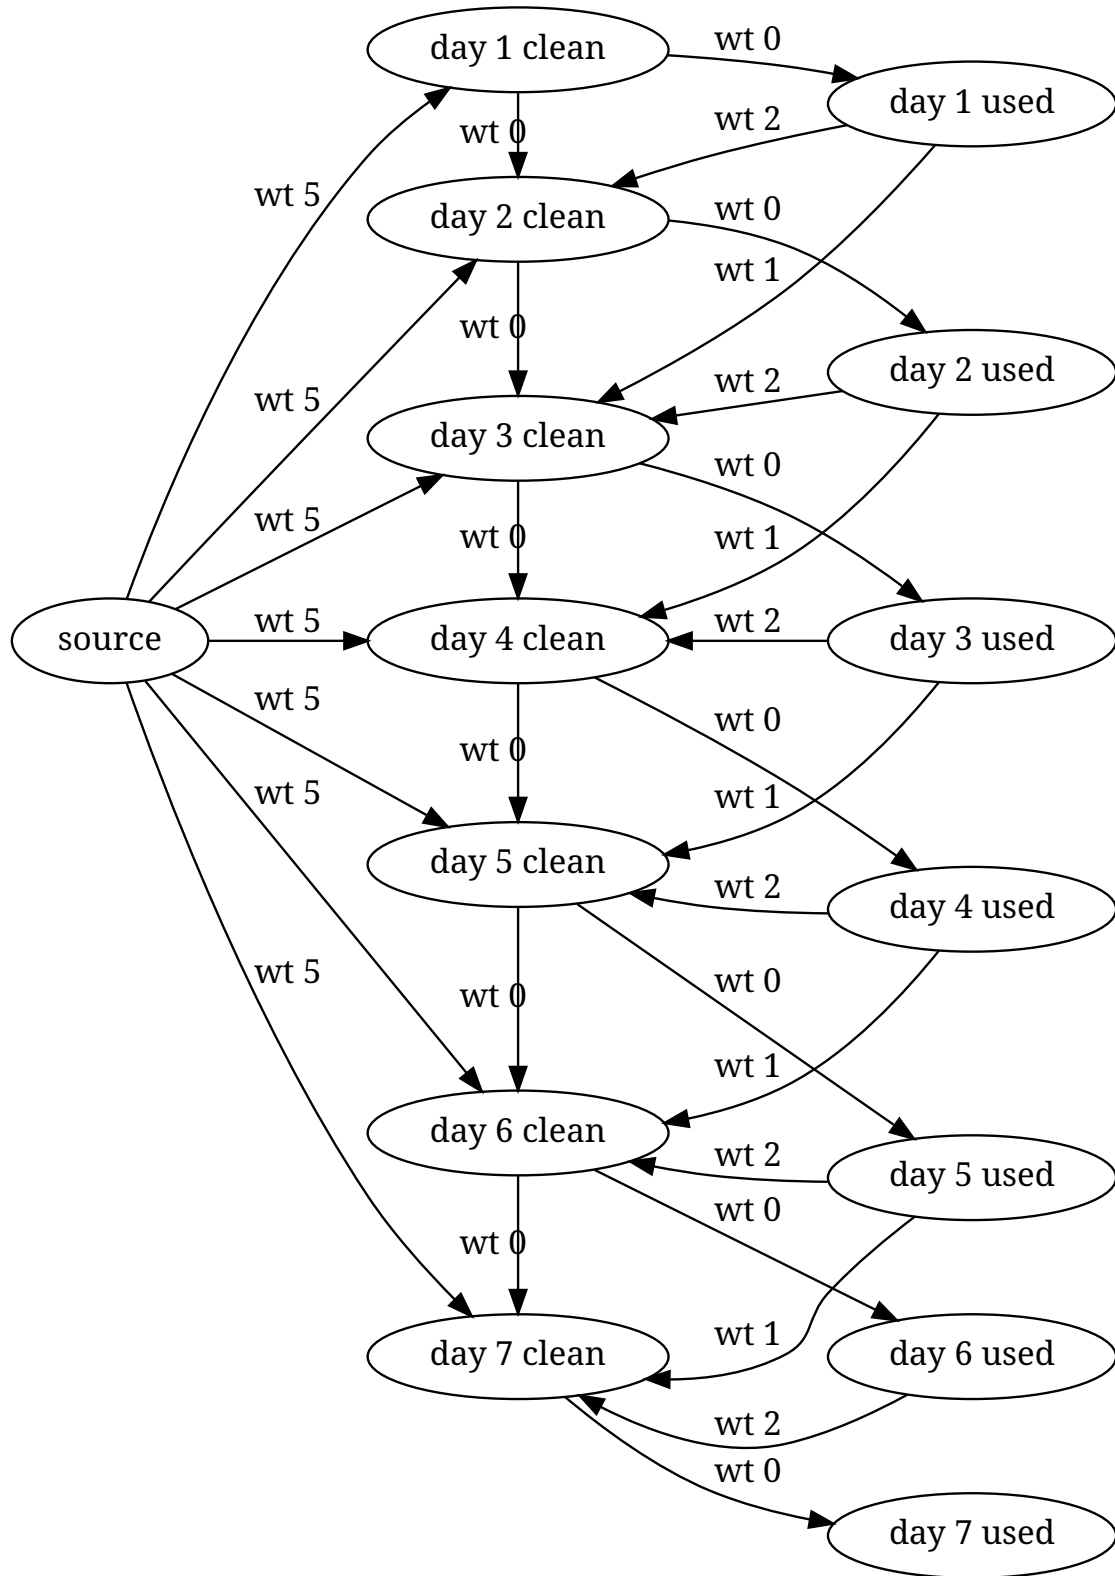 day 1 clean
wt 0
day 1 used
wt 0
wt 2
wt 5
day 2 clean
wt 0
wt 1
wt 0
day 2 used
wt 2
wt 5
day 3 clean
wt 0
wt 5
wt 0
wt 1
source
wt 5
day 4 clean
wt 2
day 3 used
wt 5
wt 0
wt 0
wt 5
wt 1
day 5 clean
wt 2
day 4 used
wt 5
wt 0
wt 0
wt 1
day 6 clean
wt 2
day 5 used
wt 0
wt 0
wt 1
day 7 clean
day 6 used
wt 2
wt 0
day 7 used